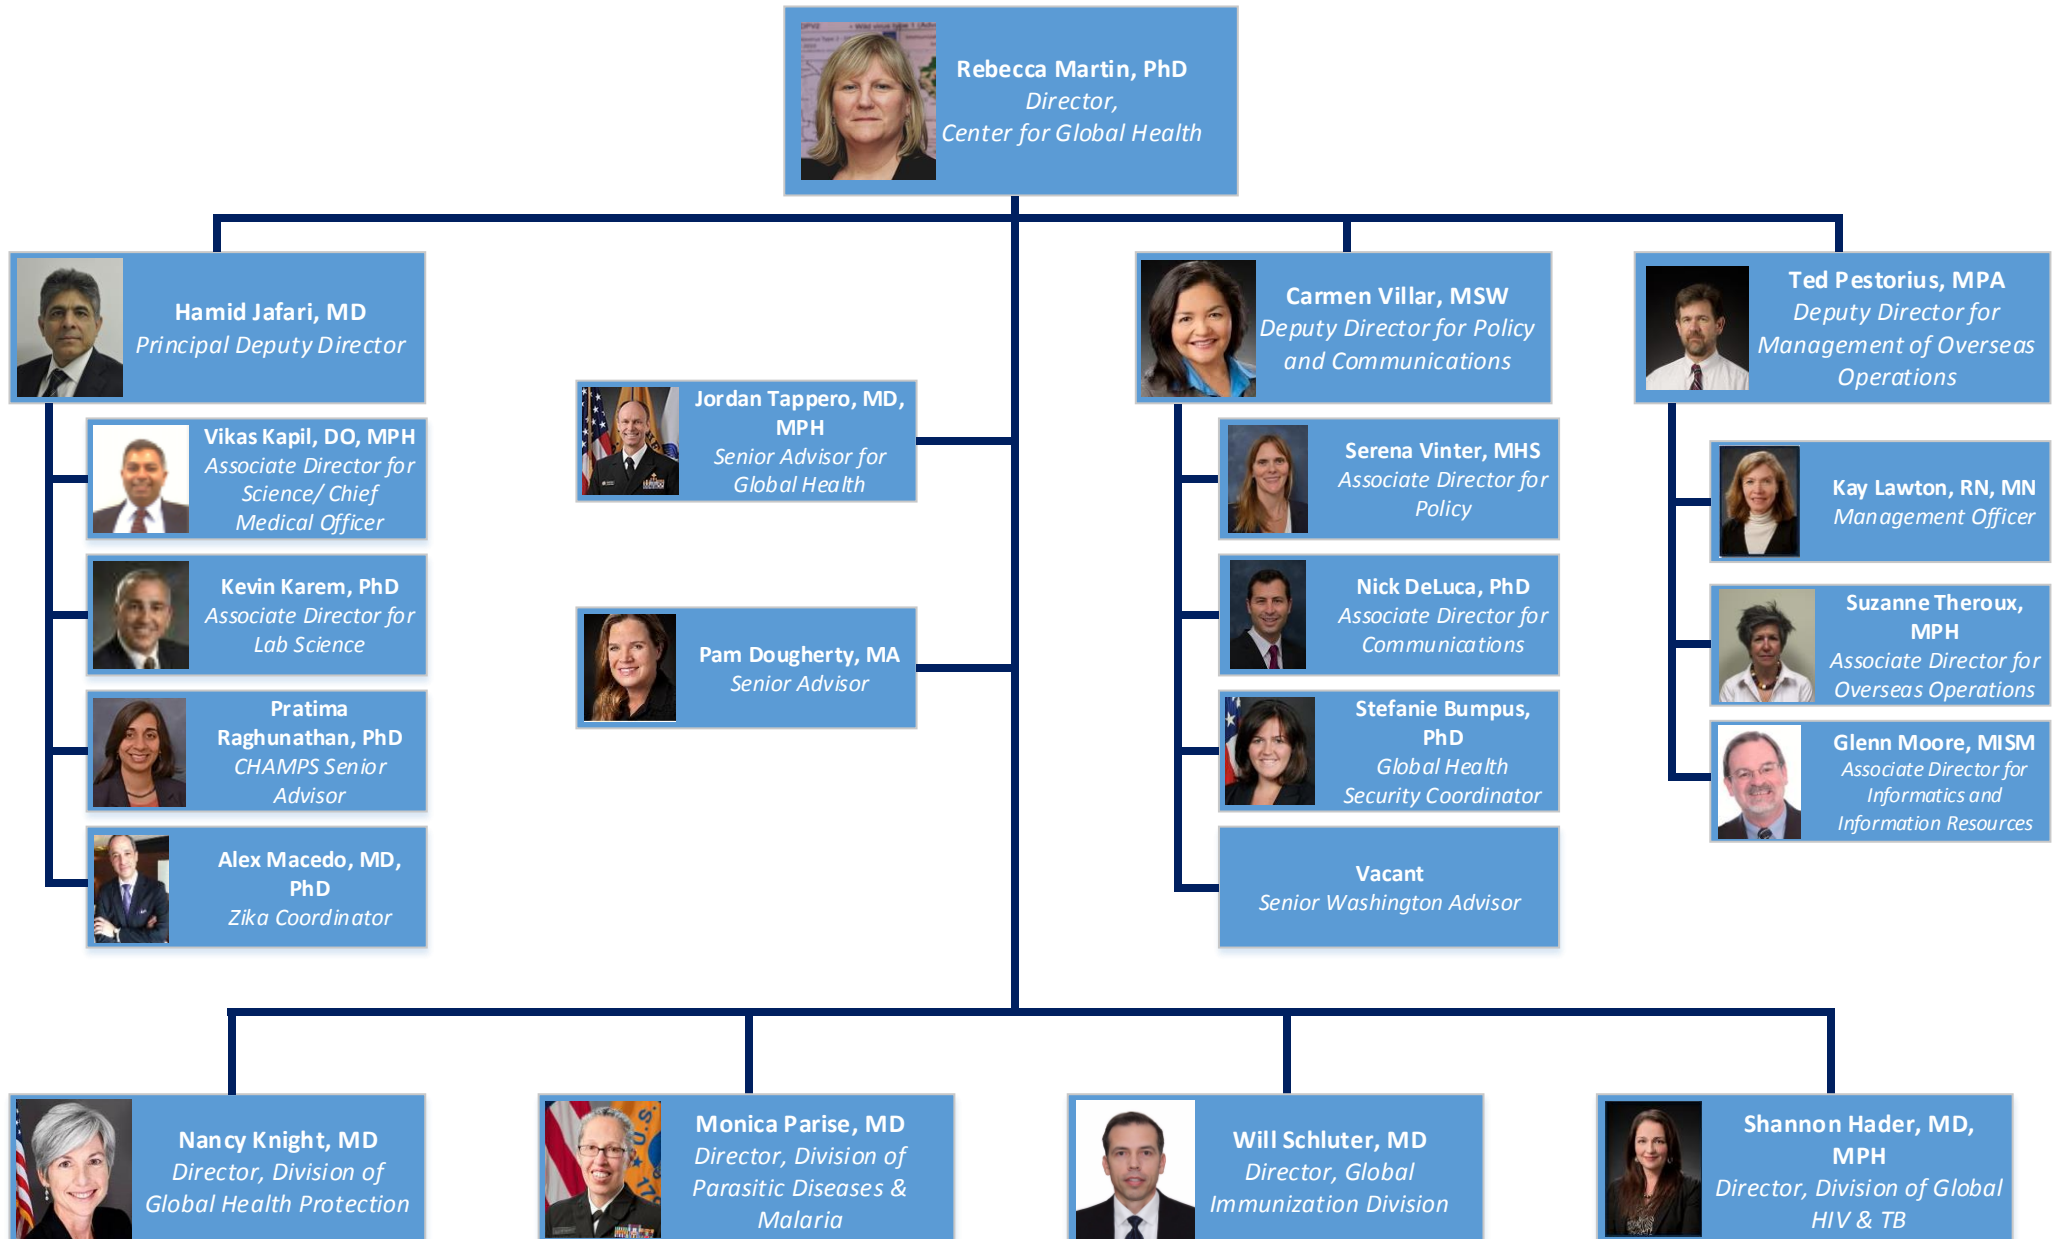 Rebecca Martin, PhD
Director,
Center for Global Health
Hamid Jafari, MD
Principal Deputy Director
Vikas Kapil, DO, MPH
Associate Director for
Science/ Chief
Medical Officer
Kevin Karem, PhD
Associate Director for
Lab Science
Pratima
Raghunathan, PhD
CHAMPS Senior
Advisor
Alex Macedo, MD,
PhD
Zika Coordinator
Jordan Tappero, MD,
MPH
Senior Advisor for
Global Health
Pam Dougherty, MA
Senior Advisor
Carmen Villar, MSW
Deputy Director for Policy
and Communications
Serena Vinter, MHS
Associate Director for
Policy
Nick DeLuca, PhD
Associate Director for
Communications
Stefanie Bumpus,
PhD
Global Health
Security Coordinator
Vacant
Senior Washington Advisor
Ted Pestorius, MPA
Deputy Director for
Management of Overseas
Operations
Kay Lawton, RN, MN
Management Officer
Suzanne Theroux,
MPH
Associate Director for
Overseas Operations
Glenn Moore, MISM
Associate Director for
Informatics and
Information Resources
Nancy Knight, MD
Director, Division of
Global Health Protection
Monica Parise, MD
Director, Division of
Parasitic Diseases &
Malaria
Will Schluter, MD
Director, Global
Immunization Division
Shannon Hader, MD,
MPH
Director, Division of Global
HIV & TB